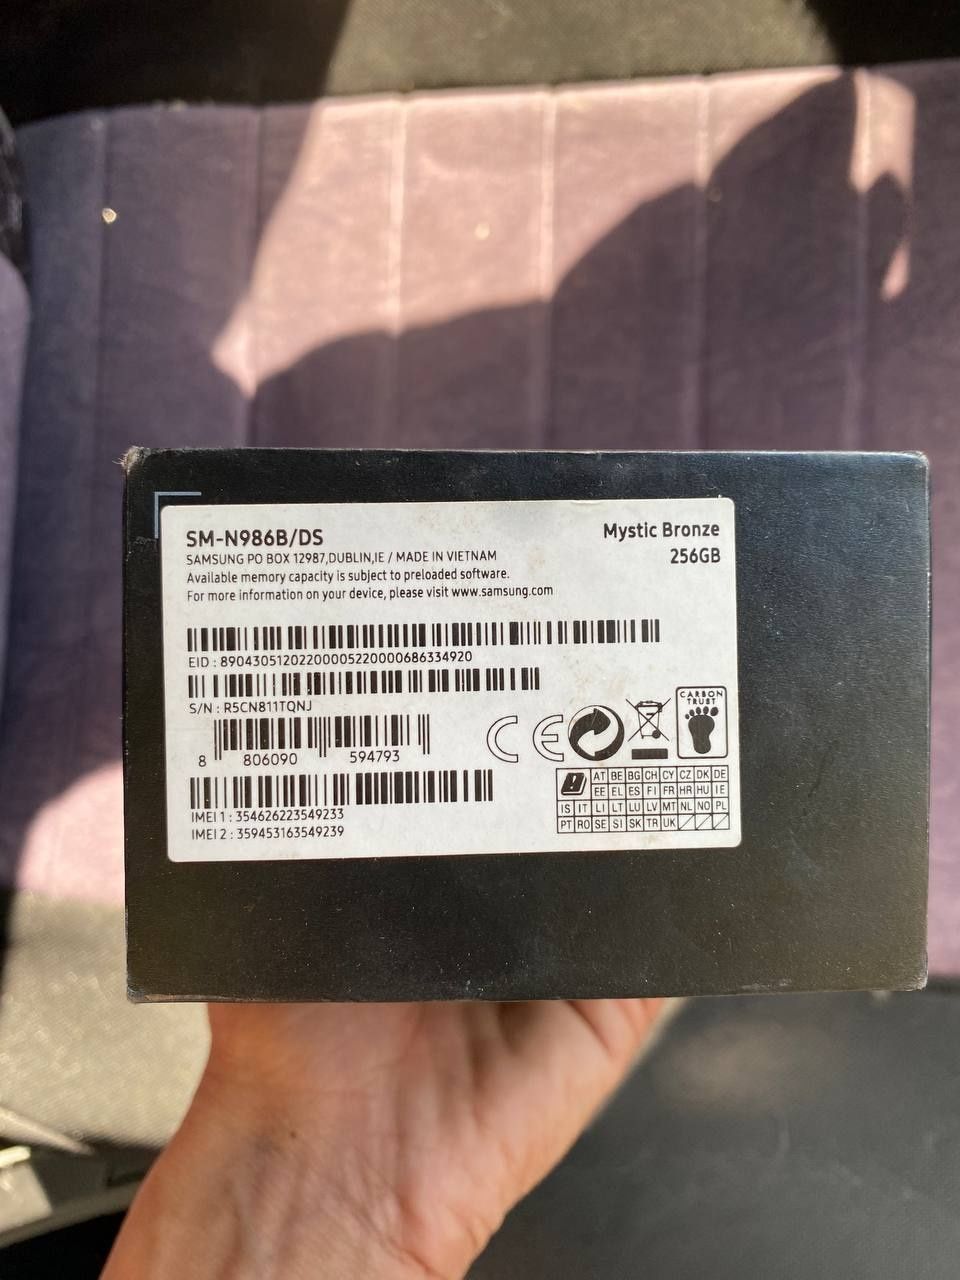 SM-N986B/DS
Mystic Bronze
256GB
SAMSUNG PO BOX 12987,DUBLIN,IE / MADE IN VIETNAM
Available memory capacity is subject to preloaded software.
For more information on your device, please visit www.samsung.com
EID : 89043051202200005220000686334920
S/N : R5CN811TQNJ
8 806090 594793
CE
CARBON TRUST
IMEI 1 : 354626223549233
IMEI 2 : 359453163549239
AT BE BG CH CY CZ DK DE
EE EL ES FI FR HR HU IE
IS IT LI LT LU LV MT NL NO PL
PT RO SE SI SK TR UK